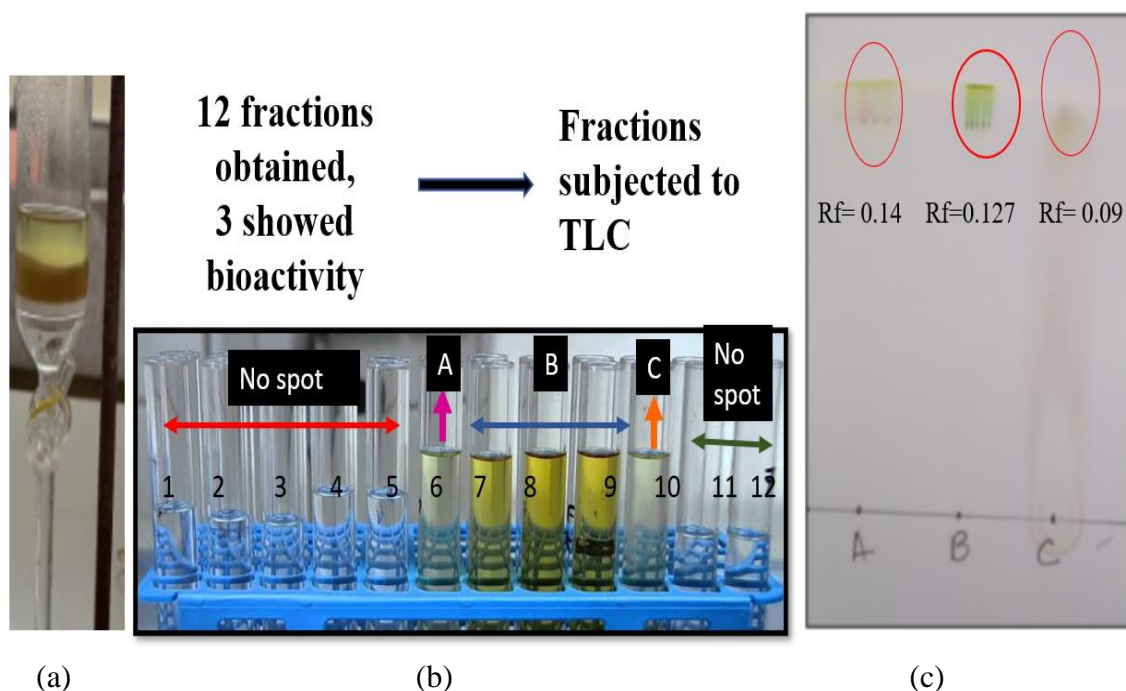 12 fractions
obtained,
3 showed
bioactivity
Fractions
subjected to
TLC
No spot
A
B
C
No
spot
1 2 3 4 5 6 7 8 9 10 11 12
Rf= 0.14 Rf=0.127 Rf= 0.09
A B C
(a) (b) (c)